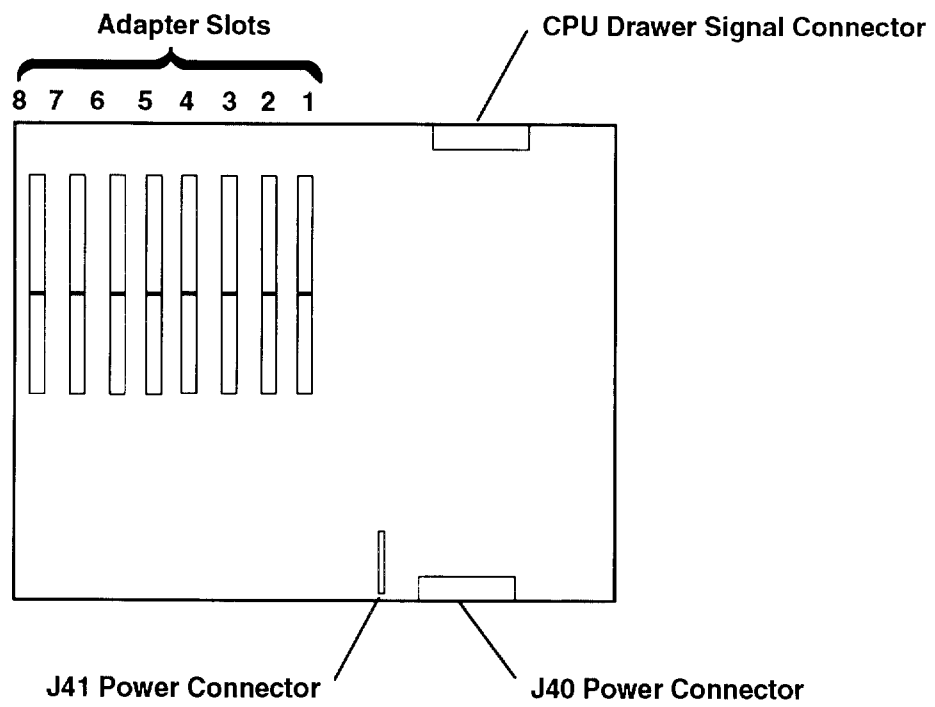 Adapter Slots
CPU Drawer Signal Connector
8 7 6 5 4 3 2 1
J41 Power Connector
J40 Power Connector